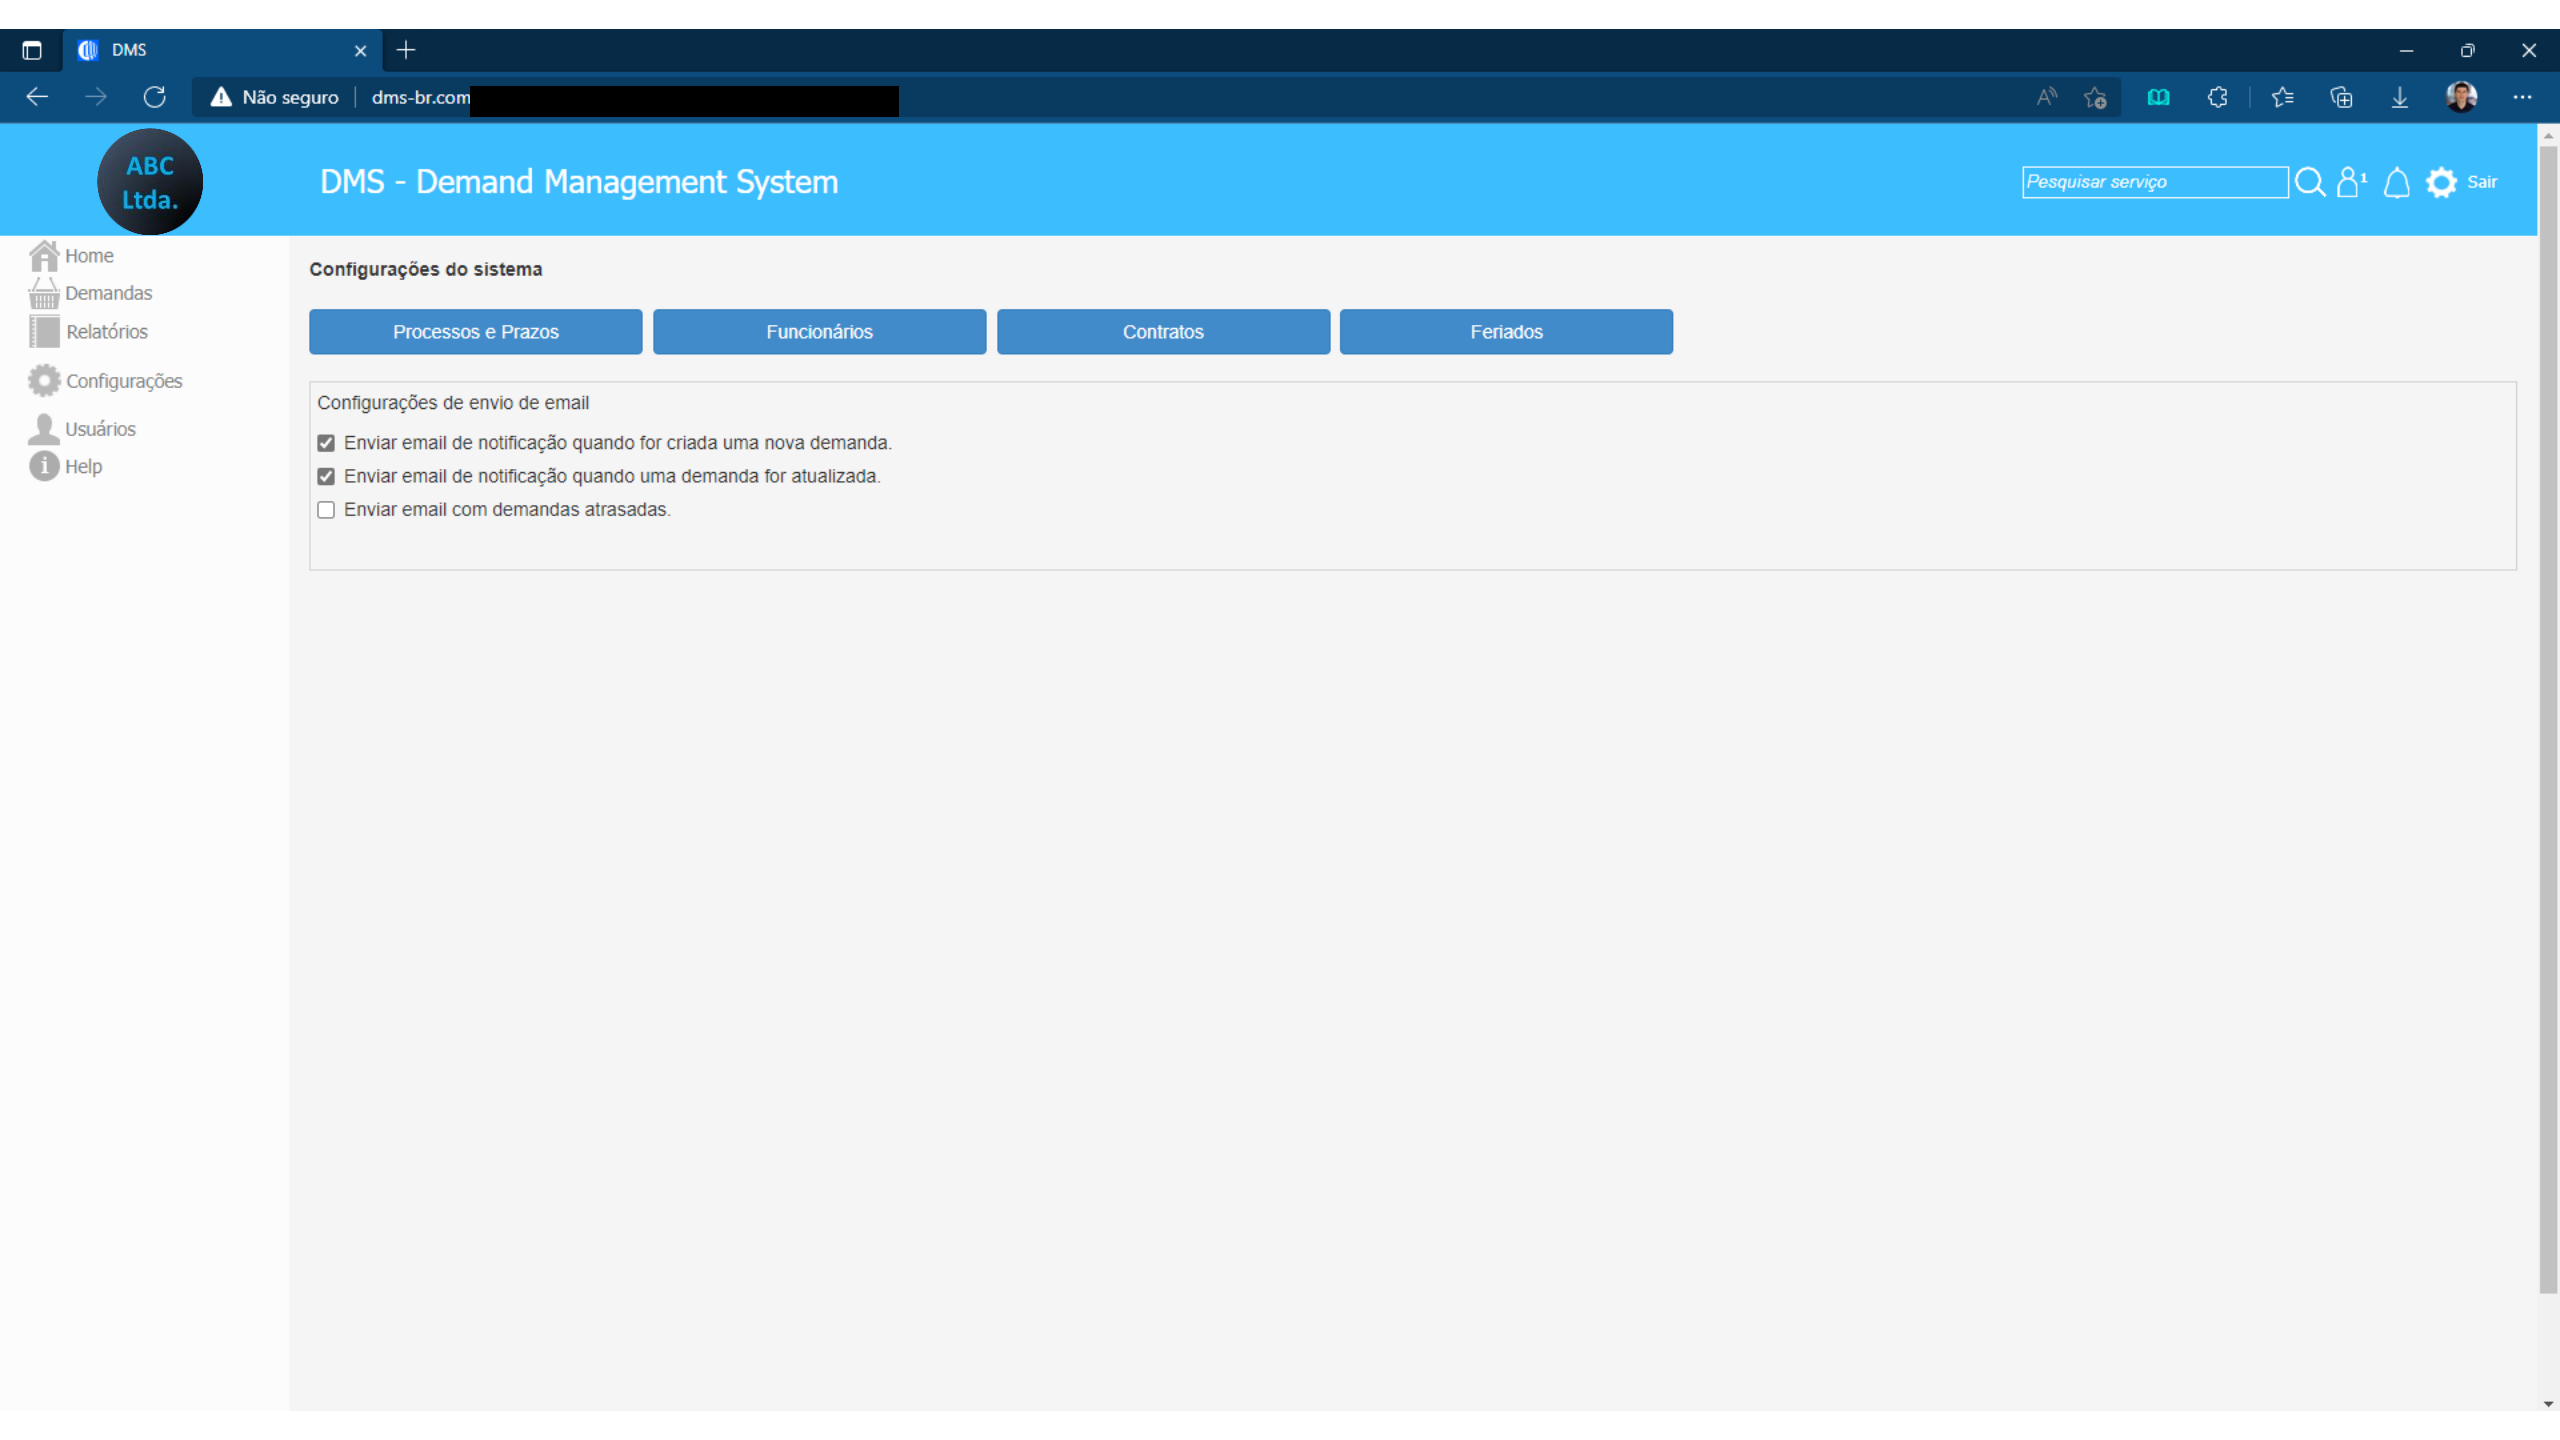 DMS
Não seguro
dms-br.com
ABC
Ltda.
DMS - Demand Management System
Pesquisar serviço
1
Sair
Home
Demandas
Relatórios
Configurações
Usuários
Help
Configurações do sistema
Processos e Prazos
Funcionários
Contratos
Feriados
Configurações de envio de email
Enviar email de notificação quando for criada uma nova demanda.
Enviar email de notificação quando uma demanda for atualizada.
Enviar email com demandas atrasadas.